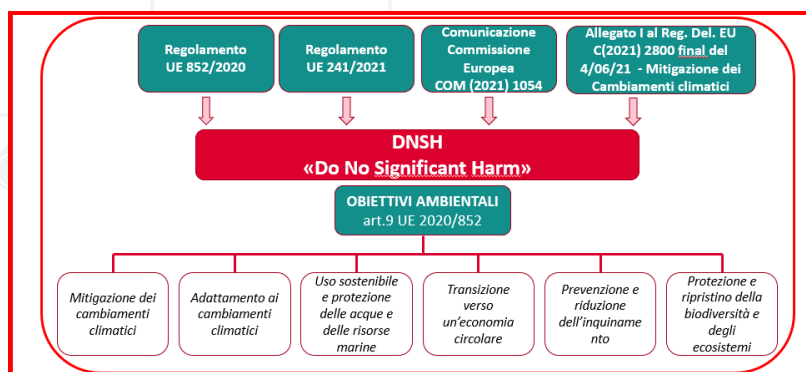 Regolamento
UE 852/2020
Regolamento
UE 241/2021
Comunicazione
Commissione
Europea
COM (2021) 1054
Allegato I al Reg. Del. EU
C(2021) 2800 final del
4/06/21 - Mitigazione dei
Cambiamenti climatici
DNSH
«Do No Significant Harm»
OBIETTIVI AMBIENTALI
art.9 UE 2020/852
Mitigazione dei
cambiamenti
climatici
Adattamento ai
cambiamenti
climatici
Uso sostenibile
e protezione
delle acque e
delle risorse
marine
Transizione
verso
un'economia
circolare
Prevenzione e
riduzione
dell'inquiname
nto
Protezione e
ripristino della
biodiversità e
degli
ecosistemi